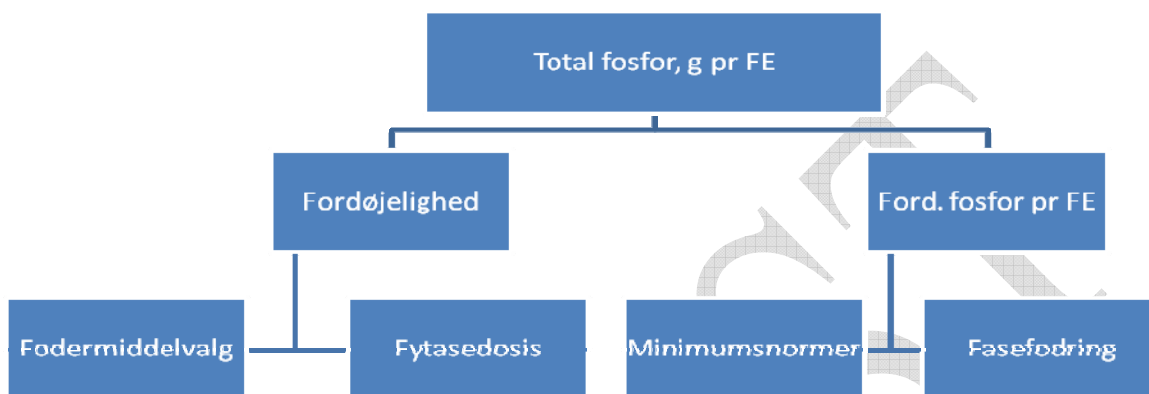 Total fosfor, g pr FE
Fordøjelighed
Ford. fosfor pr FE
Fodermiddelvalg
Fytasedosis
Minimumsnormer
Fasefodring